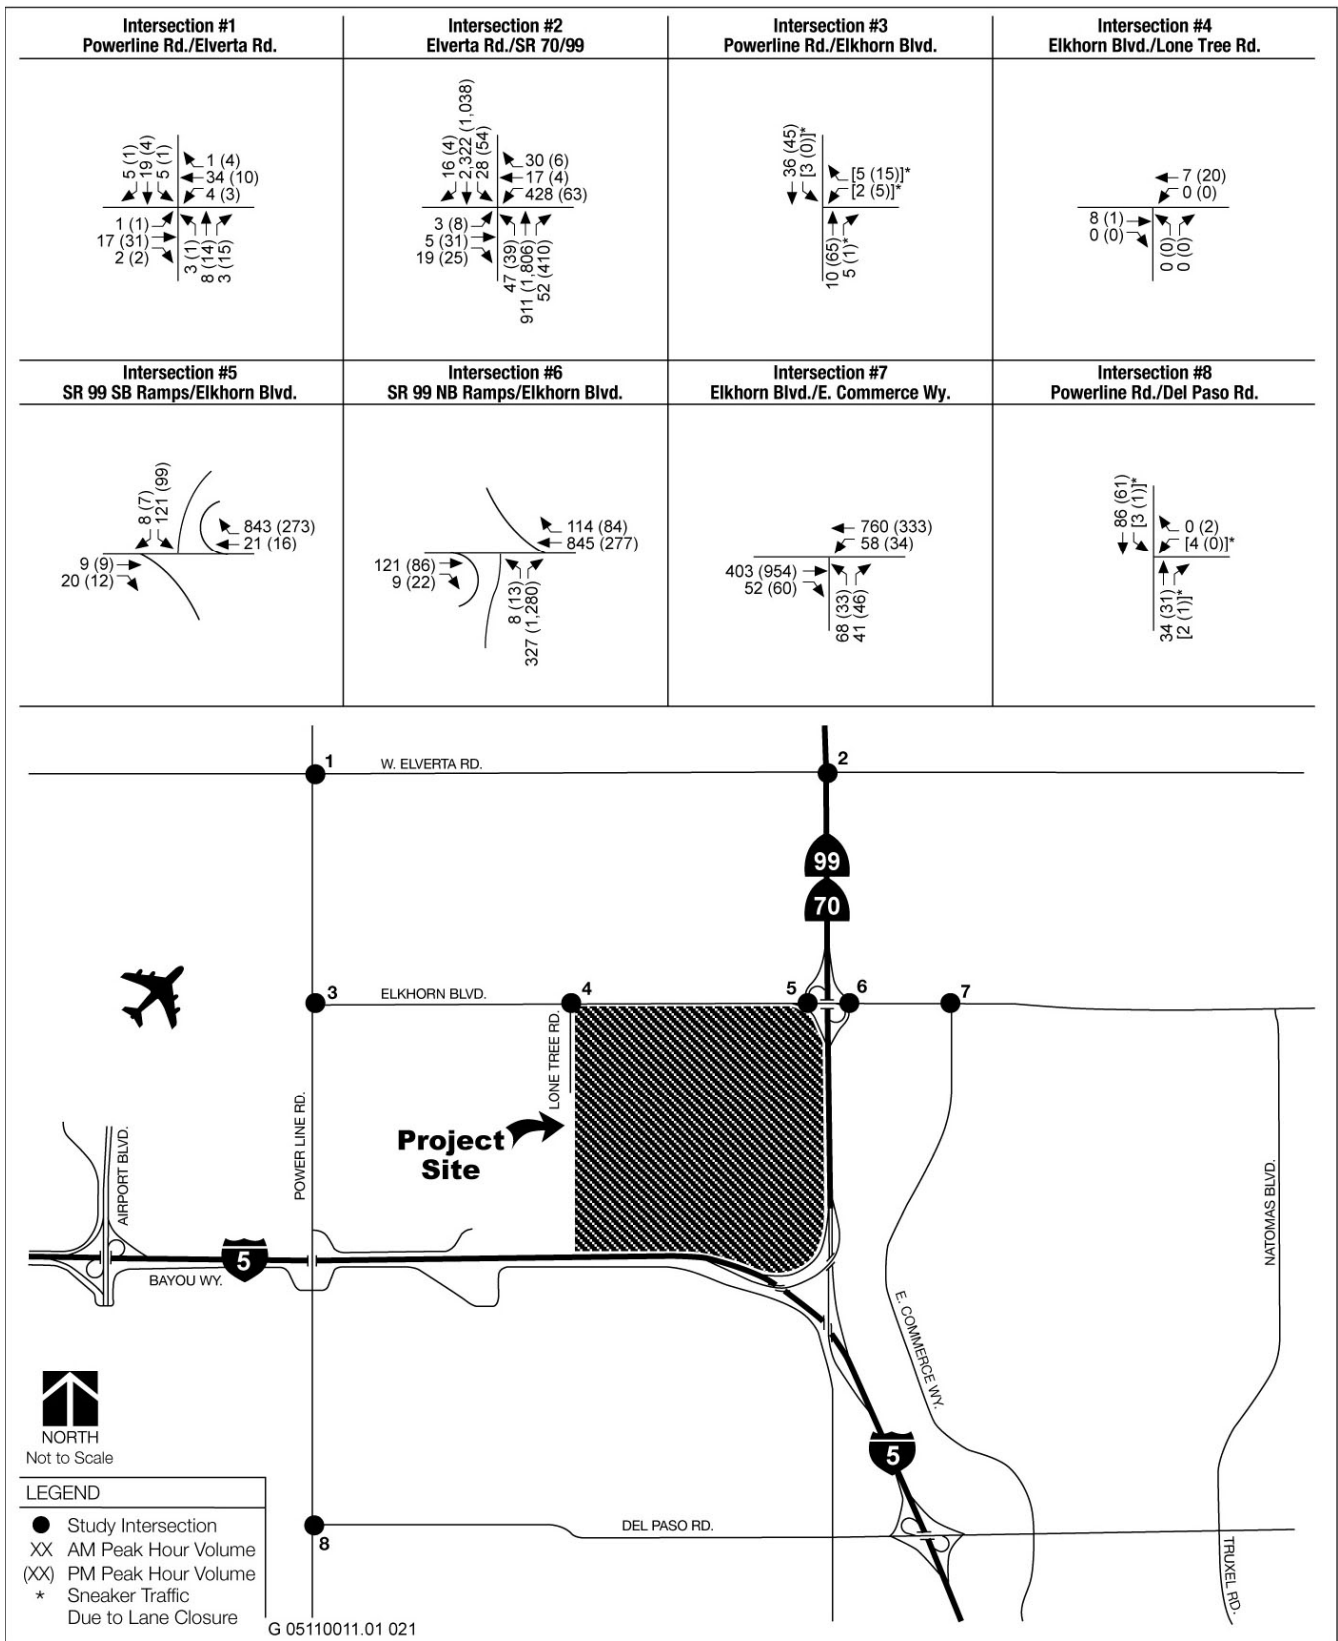 Intersection #1
Powerline Rd./Elverta Rd.
5 (1)
19 (4)
5 (1)
1 (4)
34 (10)
4 (3)
1 (1)
17 (31)
2 (2)
3 (1)
8 (14)
3 (15)
Intersection #2
Elverta Rd./SR 70/99
16 (4)
2,322 (1,038)
28 (54)
30 (6)
17 (4)
428 (63)
3 (8)
5 (31)
19 (25)
47 (39)
911 (1,806)
52 (410)
Intersection #3
Powerline Rd./Elkhorn Blvd.
36 (45)
[3 (0)]*
[5 (15)]*
[2 (5)]*
10 (65)
5 (1)*
Intersection #4
Elkhorn Blvd./Lone Tree Rd.
7 (20)
0 (0)
8 (1)
0 (0)
0 (0)
0 (0)
Intersection #5
SR 99 SB Ramps/Elkhorn Blvd.
8 (7)
121 (99)
843 (273)
21 (16)
9 (9)
20 (12)
Intersection #6
SR 99 NB Ramps/Elkhorn Blvd.
114 (84)
845 (277)
121 (86)
9 (22)
8 (13)
327 (1,280)
Intersection #7
Elkhorn Blvd./E. Commerce Wy.
760 (333)
58 (34)
403 (954)
52 (60)
68 (33)
41 (46)
Intersection #8
Powerline Rd./Del Paso Rd.
86 (61)
[3 (1)]*
0 (2)
[4 (0)]*
34 (31)
[2 (1)]*
1
W. ELVERTA RD.
2
99
70
3
ELKHORN BLVD.
4
5
6
7
LONE TREE RD.
POWER LINE RD.
Project
Site
AIRPORT BLVD.
NATOMAS BLVD.
5
BAYOU WY.
E. COMMERCE WY.
5
NORTH
Not to Scale
8
DEL PASO RD.
TRUXEL RD.
LEGEND
Study Intersection
XX AM Peak Hour Volume
(XX) PM Peak Hour Volume
* Sneaker Traffic
Due to Lane Closure
G 05110011.01 021